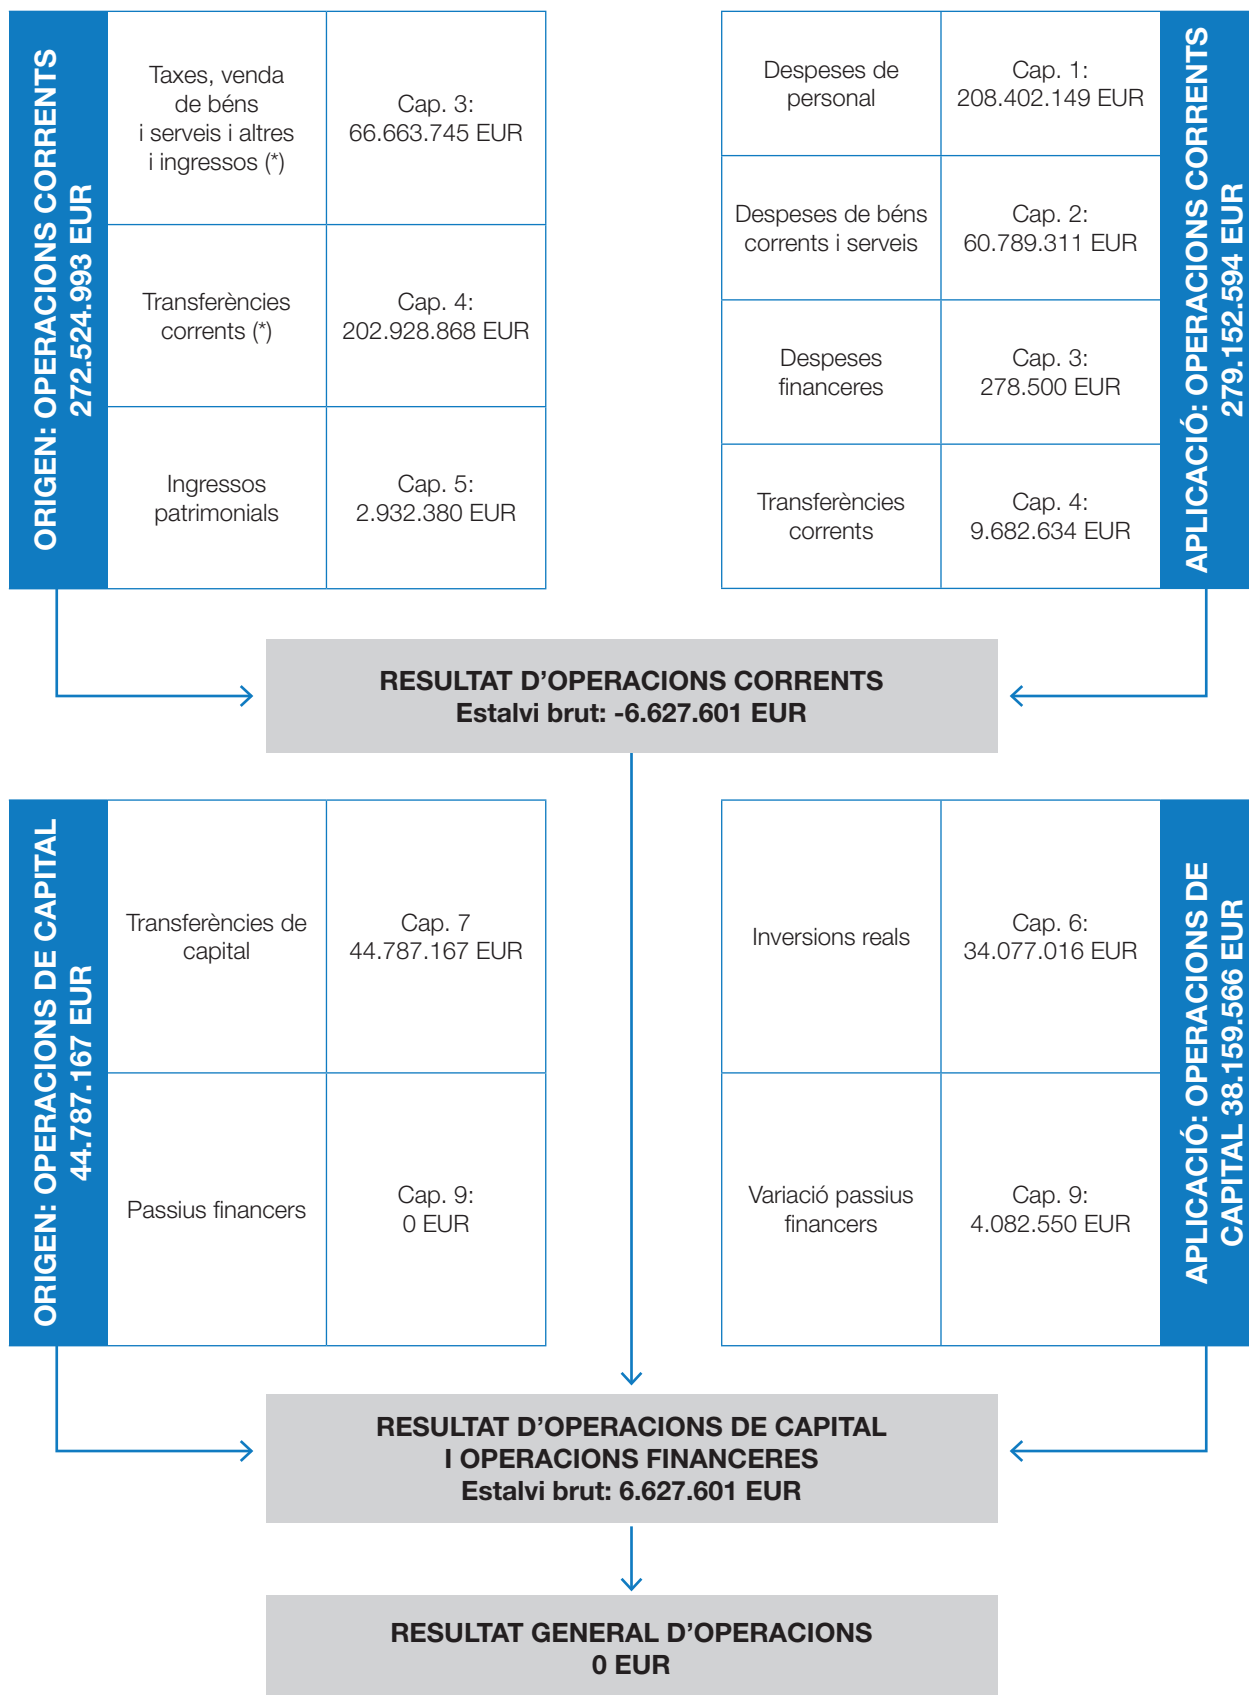 ORIGEN: OPERACIONS CORRENTS
272.524.993 EUR
Taxes, venda
de béns
i serveis i altres
i ingressos (*)
Cap. 3:
66.663.745 EUR
Transferències
corrents (*)
Cap. 4:
202.928.868 EUR
Ingressos
patrimonials
Cap. 5:
2.932.380 EUR
Despeses de
personal
Cap. 1:
208.402.149 EUR
Despeses de béns
corrents i serveis
Cap. 2:
60.789.311 EUR
Despeses
financeres
Cap. 3:
278.500 EUR
Transferències
corrents
Cap. 4:
9.682.634 EUR
APLICACIÓ: OPERACIONS CORRENTS
279.152.594 EUR
RESULTAT D’OPERACIONS CORRENTS
Estalvi brut: -6.627.601 EUR
ORIGEN: OPERACIONS DE CAPITAL
44.787.167 EUR
Transferències de
capital
Cap. 7
44.787.167 EUR
Passius financers
Cap. 9:
0 EUR
Inversions reals
Cap. 6:
34.077.016 EUR
Variació passius
financers
Cap. 9:
4.082.550 EUR
APLICACIÓ: OPERACIONS DE
CAPITAL 38.159.566 EUR
RESULTAT D’OPERACIONS DE CAPITAL
I OPERACIONS FINANCERES
Estalvi brut: 6.627.601 EUR
RESULTAT GENERAL D’OPERACIONS
0 EUR